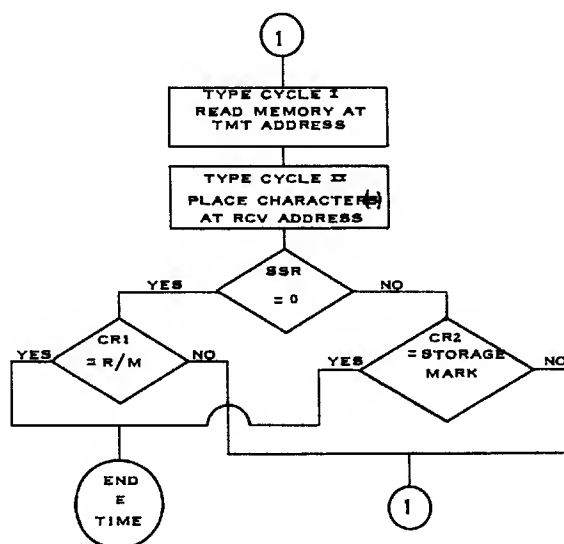 1
TYPE CYCLE I
READ MEMORY AT
TMT ADDRESS
TYPE CYCLE II
PLACE CHARACTER(S)
AT RCV ADDRESS
SSR
= 0
YES
NO
CR1
= R/M
YES
NO
CR2
= STORAGE
MARK
YES
NO
END
E
TIME
1